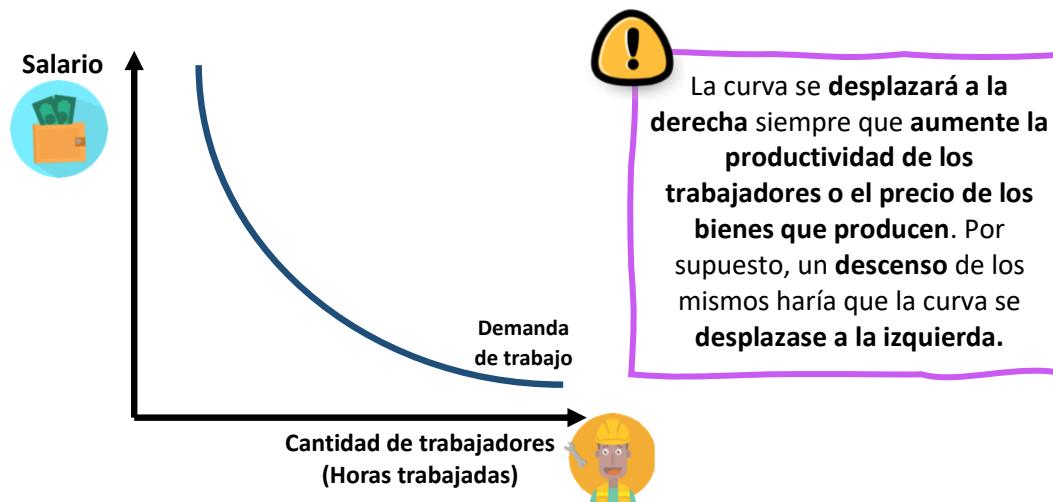 Salario
Demanda
de trabajo
Cantidad de trabajadores
(Horas trabajadas)
La curva se desplazará a la
derecha siempre que aumente la
productividad de los
trabajadores o el precio de los
bienes que producen. Por
supuesto, un descenso de los
mismos haría que la curva se
desplazase a la izquierda.